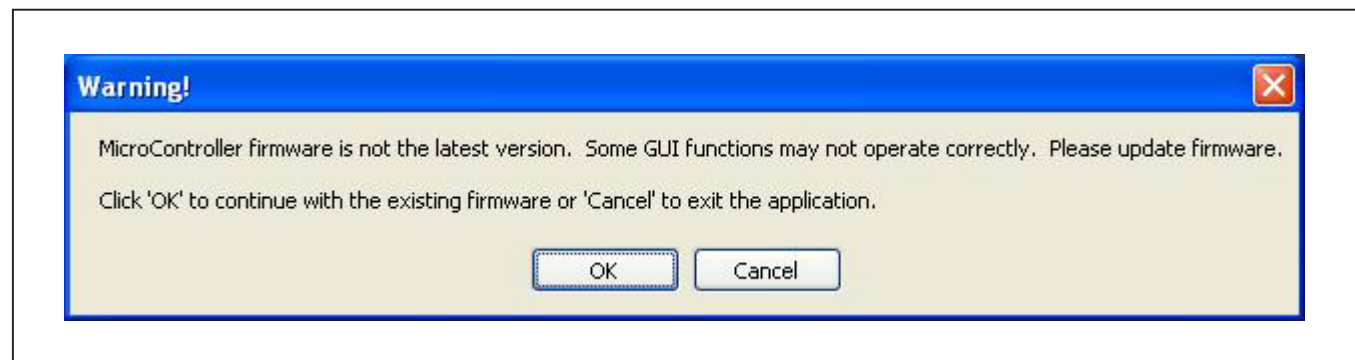 Warning!
MicroController firmware is not the latest version.  Some GUI functions may not operate correctly.  Please update firmware.
Click 'OK' to continue with the existing firmware or 'Cancel' to exit the application.
OK
Cancel